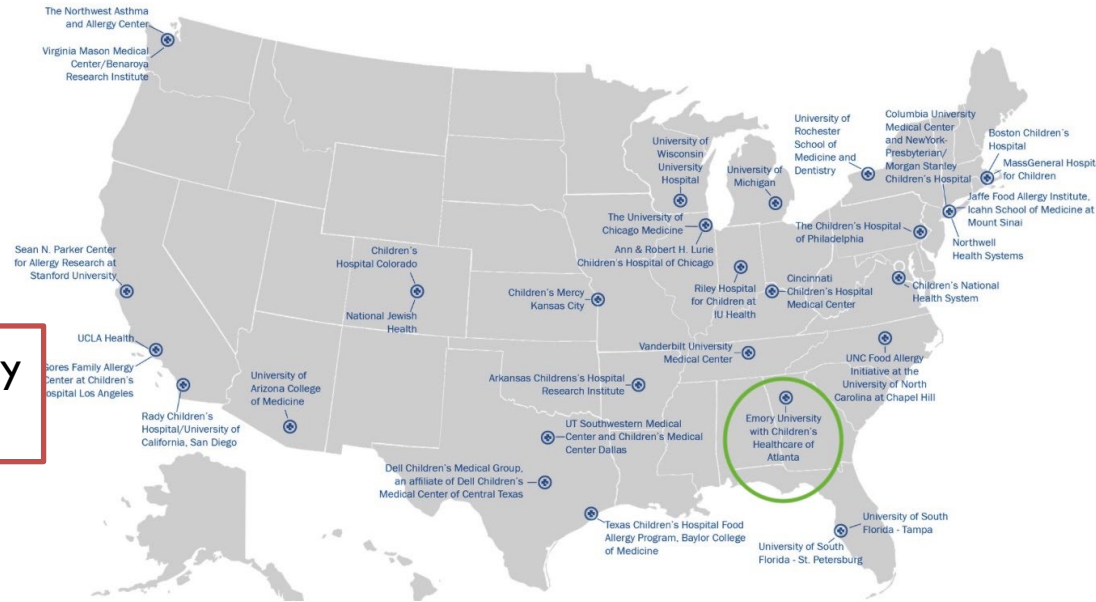 The Northwest Asthma
and Allergy Center
Virginia Mason Medical
Center/Benaroya
Research Institute
Sean N. Parker Center
for Allergy Research at
Stanford University
UCLA Health
y
Gores Family Allergy
Center at Children's
Hospital Los Angeles
Rady Children's
Hospital/University of
California, San Diego
University of
Arizona College
of Medicine
Children's
Hospital Colorado
National Jewish
Health
Children's Mercy
Kansas City
Arkansas Childrens's Hospital
Research Institute
UT Southwestern Medical
Center and Children's Medical
Center Dallas
Dell Children's Medical Group,
an affiliate of Dell Children's
Medical Center of Central Texas
Texas Children's Hospital Food
Allergy Program, Baylor College
of Medicine
University of
Wisconsin
University
Hospital
The University of
Chicago Medicine
Ann & Robert H. Lurie
Children's Hospital of Chicago
University of
Michigan
Riley Hospital
for Children at
IU Health
Cincinnati
Children's Hospital
Medical Center
Vanderbilt University
Medical Center
Emory University
with Children's
Healthcare of
Atlanta
University of
Rochester
School of
Medicine and
Dentistry
Columbia University
Medical Center
and NewYork-
Presbyterian/
Morgan Stanley
Children's Hospital
Boston Children's
Hospital
MassGeneral Hospit
for Children
Jaffe Food Allergy Institute,
Icahn School of Medicine at
Mount Sinai
Northwell
Health Systems
The Children's Hospital
of Philadelphia
Children's National
Health System
UNC Food Allergy
Initiative at the
University of North
Carolina at Chapel Hill
University of South
Florida - Tampa
University of South
Florida - St. Petersburg